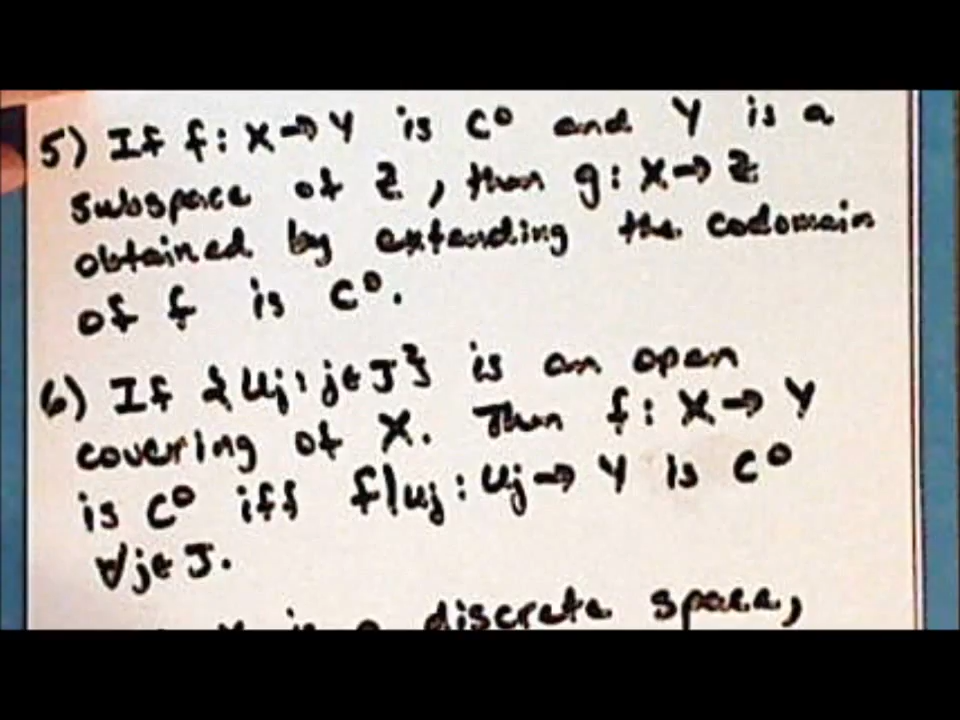 5) If f: X→Y is C⁰ and Y is a
subspace of Z, then g: X→Z
obtained by extending the codomain
of f is C⁰.
6) If {Uj: j∈J} is an open
covering of X. Then f: X→Y
is C⁰ iff f|Uj: Uj→Y is C⁰
∀j∈J.
is a discrete space,